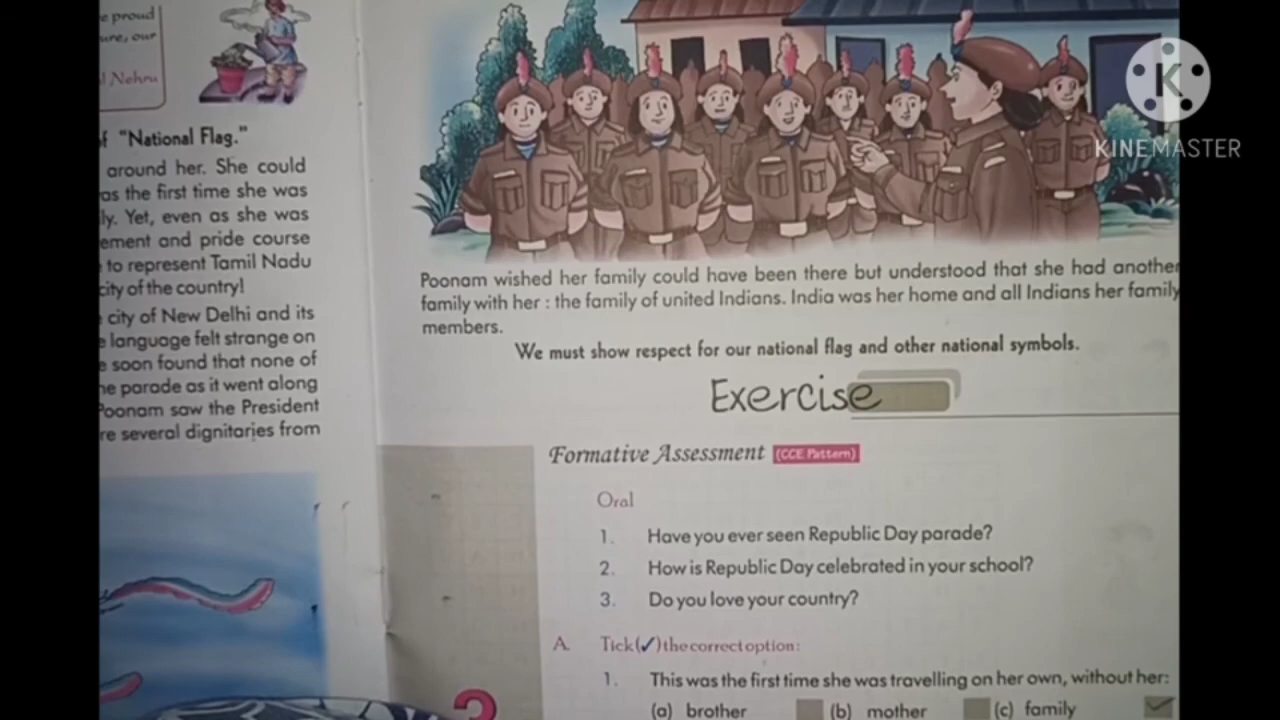 e proud
ure, our
l Nehru
f "National Flag."
around her. She could
as the first time she was
ly. Yet, even as she was
ement and pride course
to represent Tamil Nadu
city of the country!
city of New Delhi and its
e language felt strange on
e soon found that none of
he parade as it went along
Poonam saw the President
re several dignitaries from
K
KINEMASTER
Poonam wished her family could have been there but understood that she had another
family with her : the family of united Indians. India was her home and all Indians her family
members.
We must show respect for our national flag and other national symbols.
Exercise
Formative Assessment (CCE Pattern)
Oral
1. Have you ever seen Republic Day parade?
2. How is Republic Day celebrated in your school?
3. Do you love your country?
A. Tick (✓) the correct option:
1. This was the first time she was travelling on her own, without her:
(a) brother (b) mother (c) family